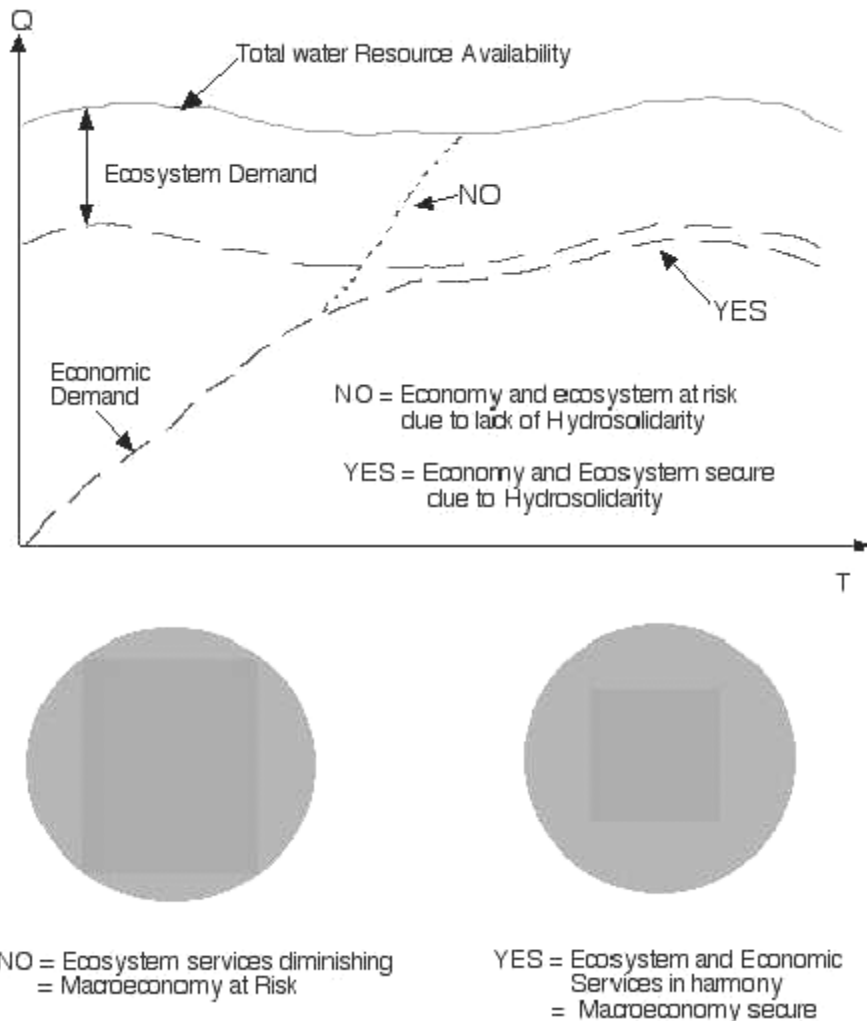 Q
Total water Resource Availability
Ecosystem Demand
NO
YES
Economic
Demand
NO = Economy and ecosystem at risk
due to lack of Hydrosolidarity
YES = Economy and Ecosystem secure
due to Hydrosolidarity
T
NO = Ecosystem services diminishing
= Macroeconomy at Risk
YES = Ecosystem and Economic
Services in harmony
= Macroeconomy secure